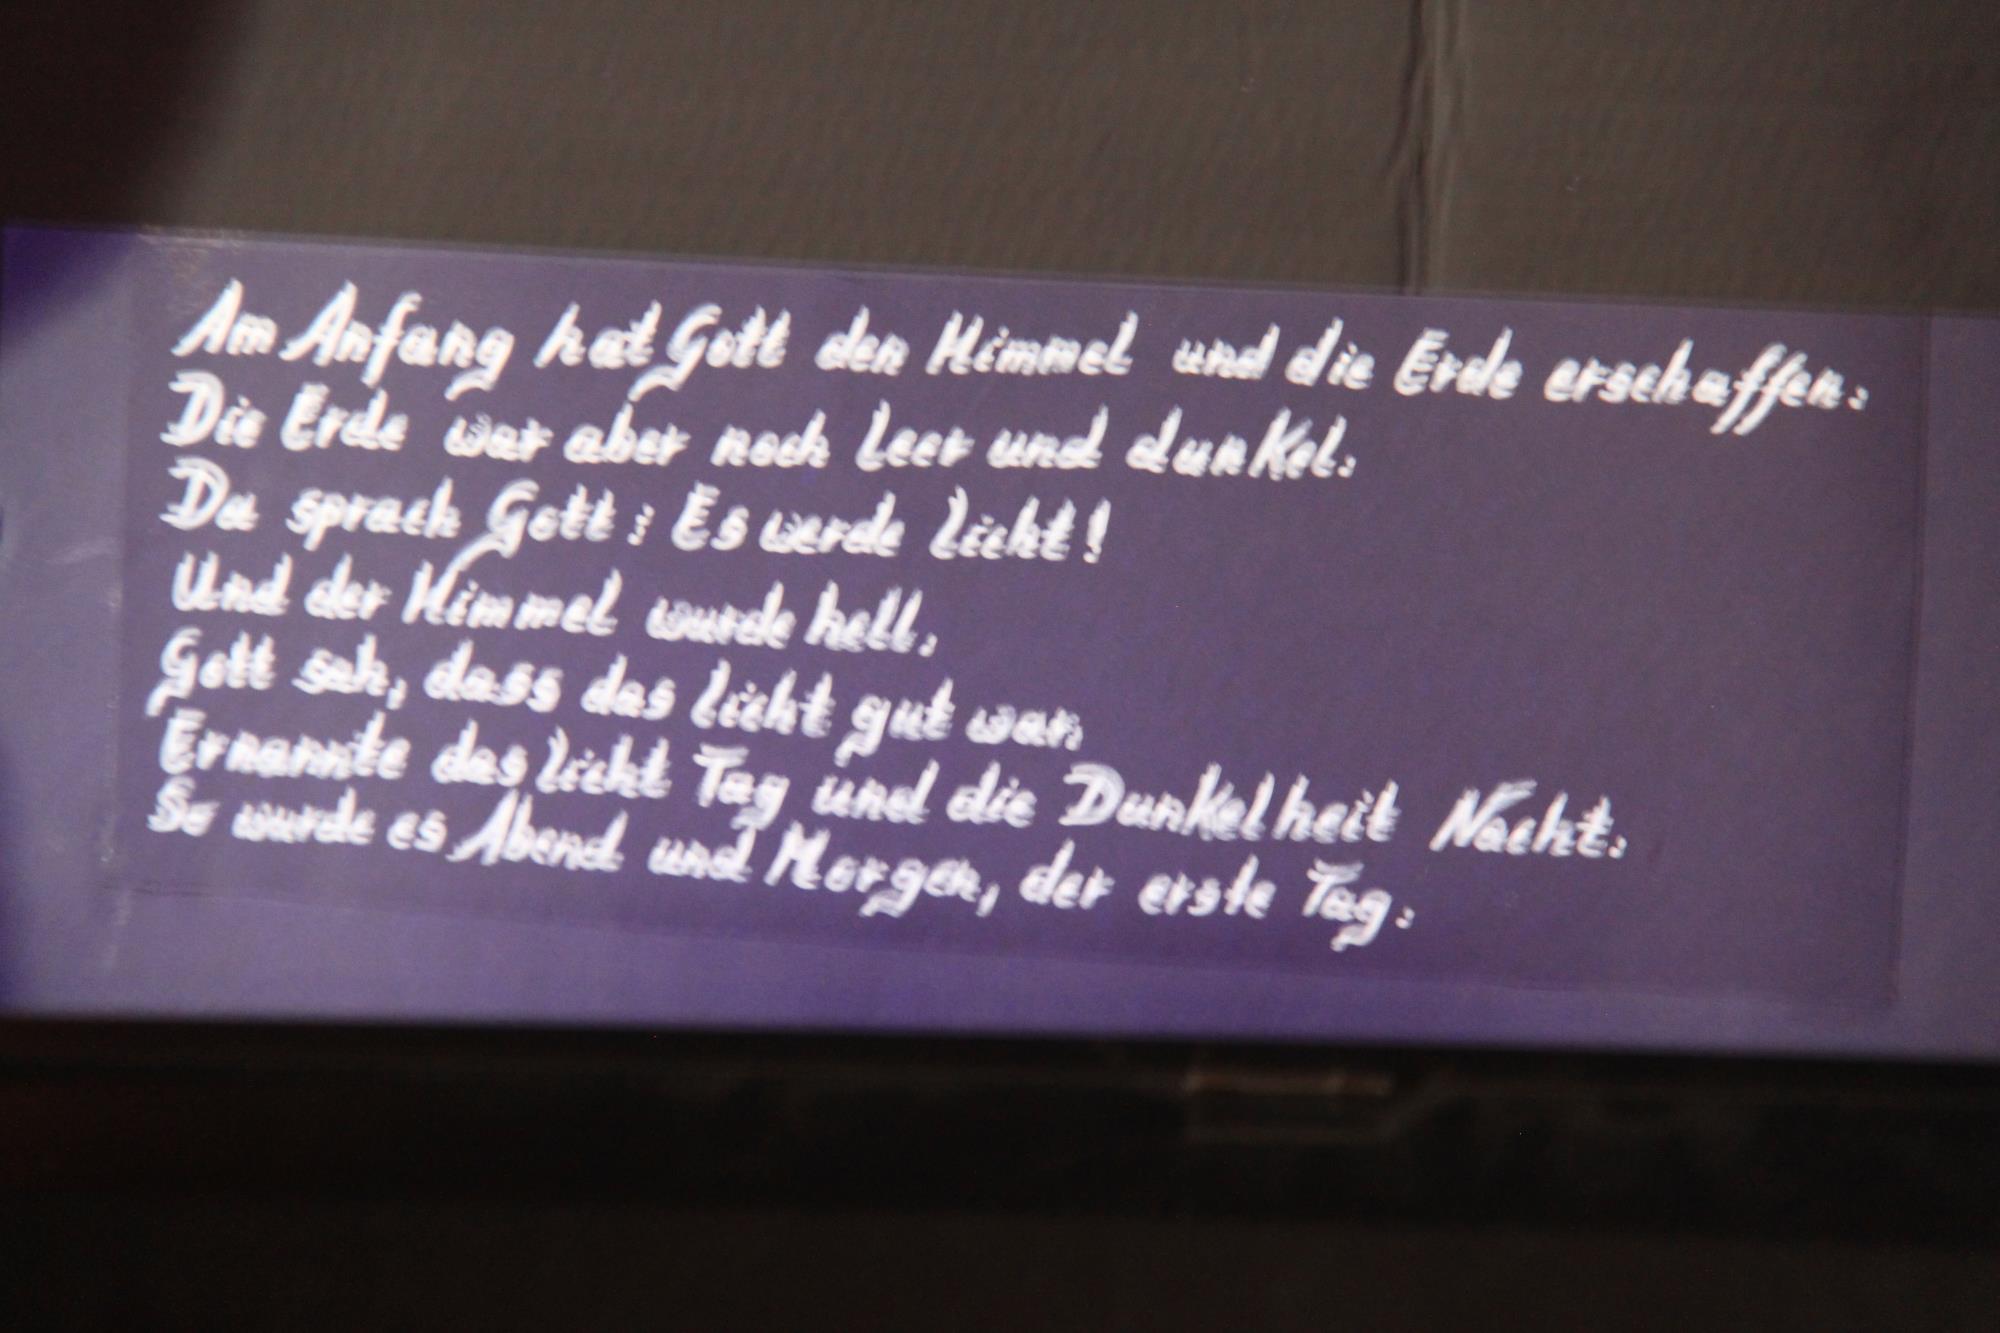 Am Anfang hat Gott den Himmel und die Erde erschaffen.
Die Erde war aber noch leer und dunkel.
Da sprach Gott: Es werde Licht!
Und der Himmel wurde hell.
Gott sah, dass das Licht gut war.
Er nannte das Licht Tag und die Dunkelheit Nacht.
So wurde es Abend und Morgen, der erste Tag.